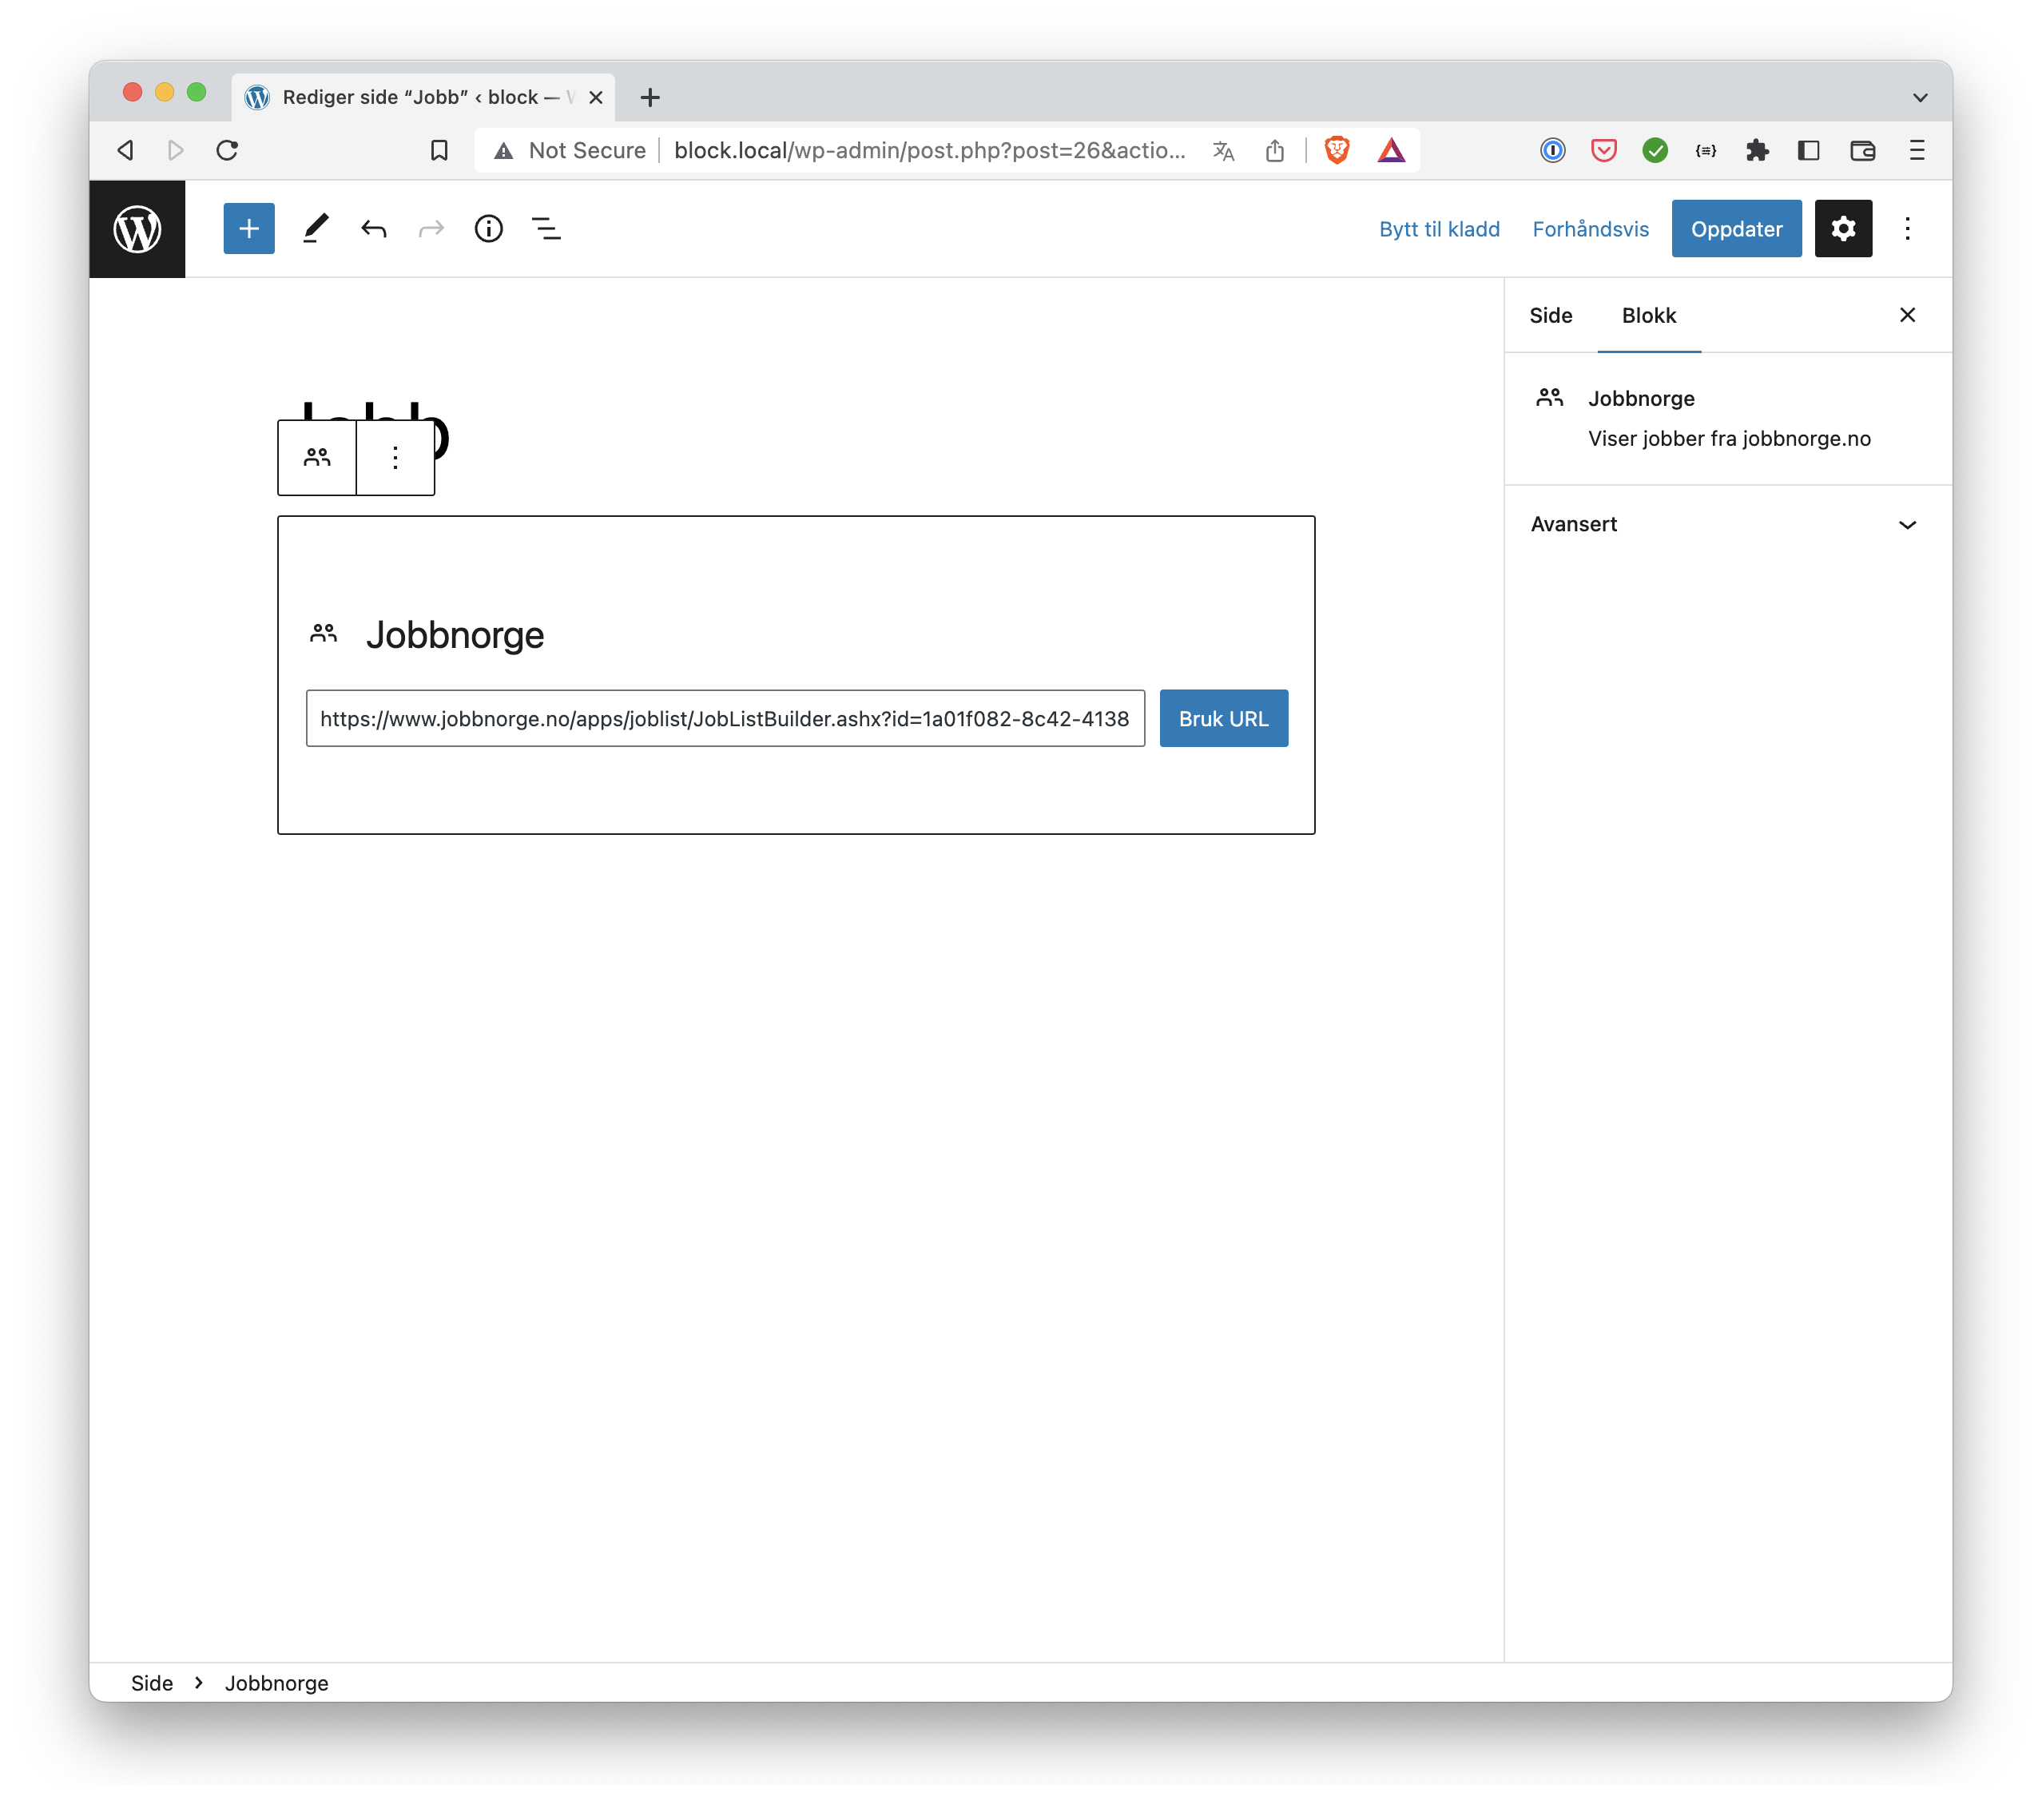 Rediger side “Jobb” ‹ block —
Not Secure
block.local/wp-admin/post.php?post=26&actio...
Bytt til kladd
Forhåndsvis
Oppdater
Side
Blokk
Jobbnorge
Viser jobber fra jobbnorge.no
Avansert
Jobb
Jobbnorge
https://www.jobbnorge.no/apps/joblist/JobListBuilder.ashx?id=1a01f082-8c42-4138
Bruk URL
Side › Jobbnorge